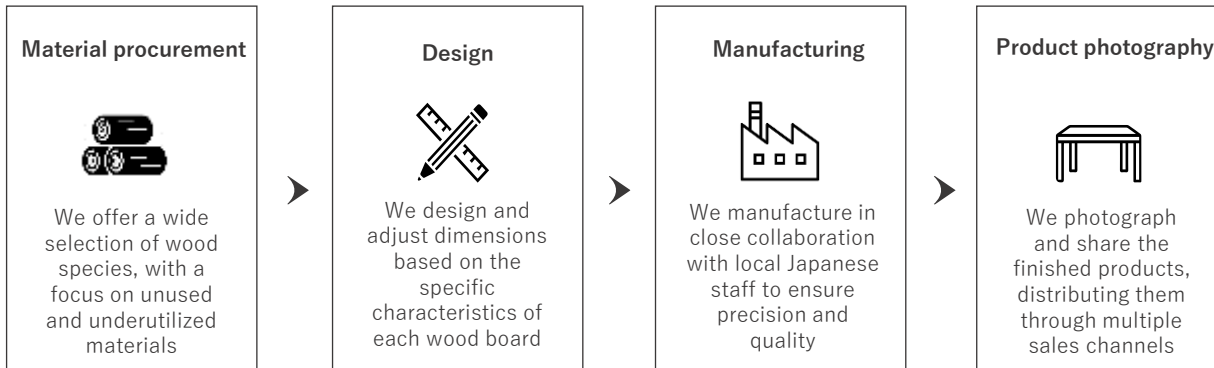 Material procurement
We offer a wide
selection of wood
species, with a
focus on unused
and underutilized
materials
Design
We design and
adjust dimensions
based on the
specific
characteristics of
each wood board
Manufacturing
We manufacture in
close collaboration
with local Japanese
staff to ensure
precision and
quality
Product photography
We photograph
and share the
finished products,
distributing them
through multiple
sales channels